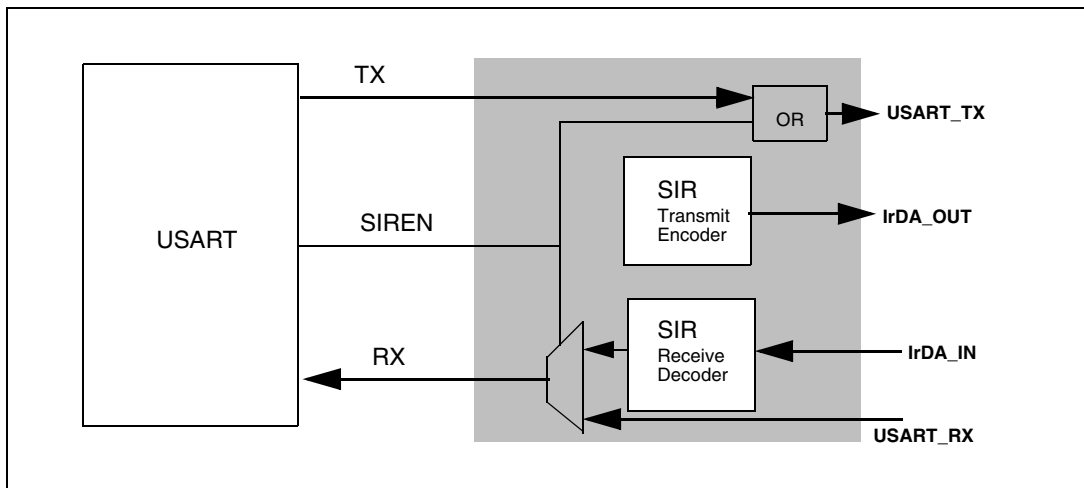 TX
OR
USART_TX
SIR
Transmit
Encoder
IrDA_OUT
USART
SIREN
SIR
Receive
Decoder
IrDA_IN
RX
USART_RX